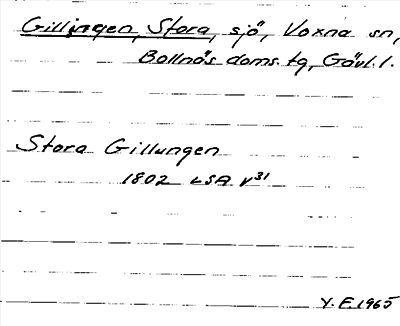 Gillingen, Stora, sjö, Voxna sn,
Bollnäs doms. tg, Gävl. l.
Stora Gillungen
1802 LSA V31
Y. E. 1965